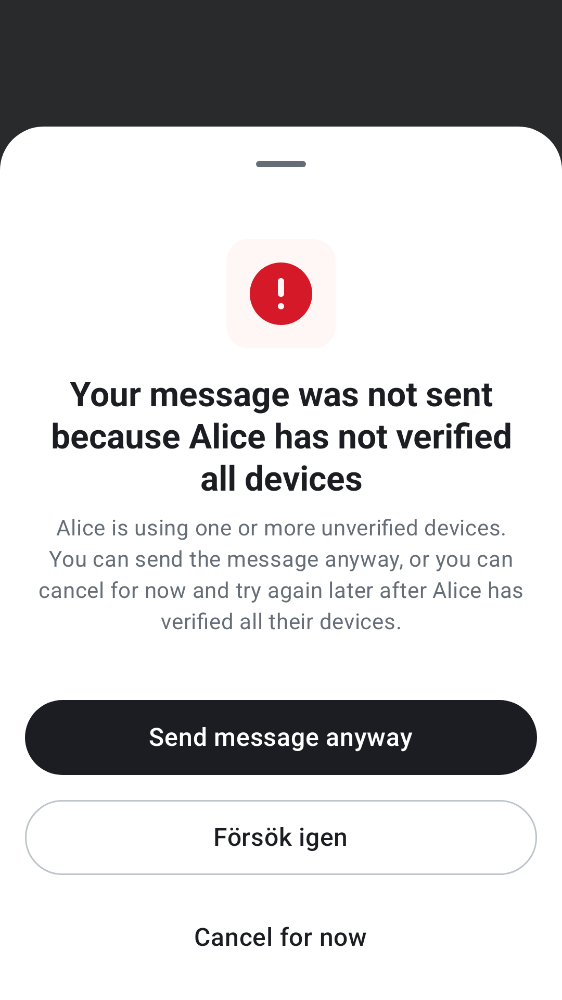 Your message was not sent
because Alice has not verified
all devices
Alice is using one or more unverified devices.
You can send the message anyway, or you can
cancel for now and try again later after Alice has
verified all their devices.
Send message anyway
Försök igen
Cancel for now